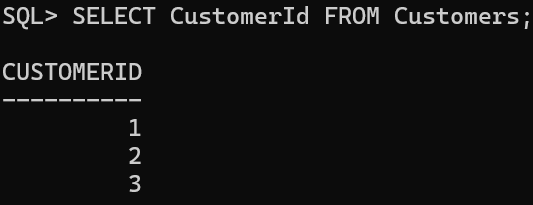 SQL> SELECT CustomerId FROM Customers;
CUSTOMERID
----------
1
2
3